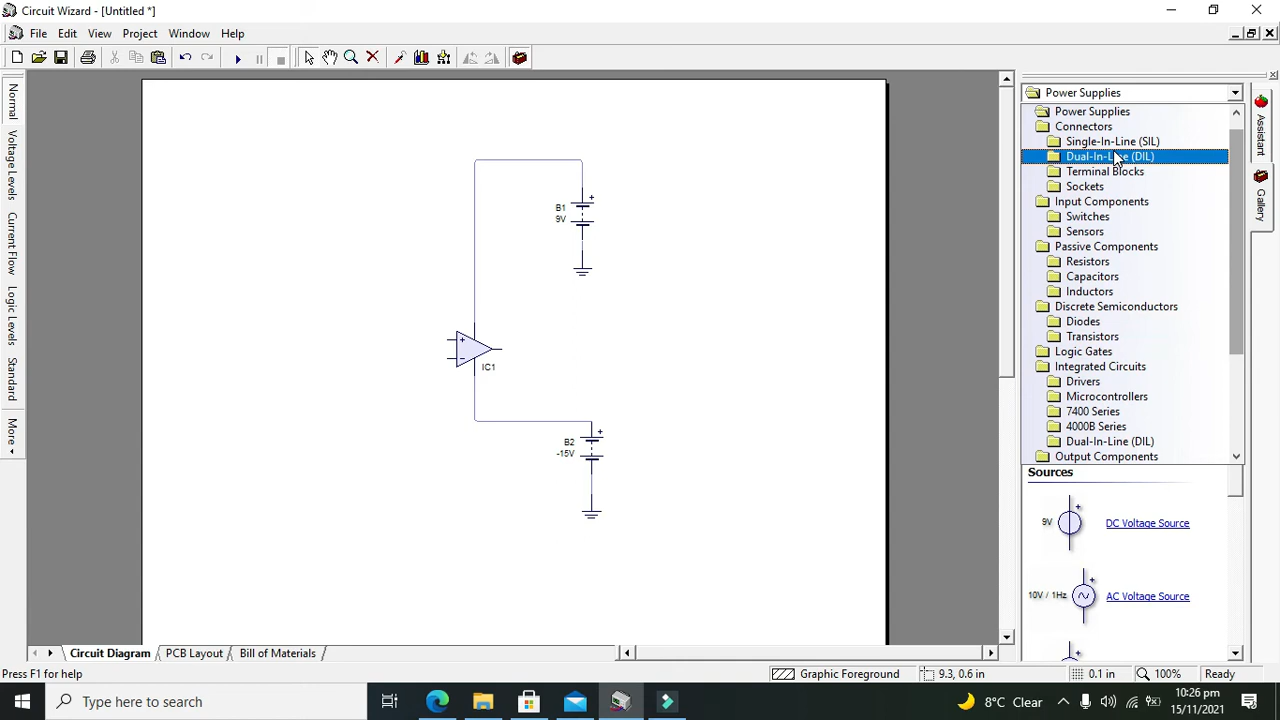 Circuit Wizard - [Untitled *]
File Edit View Project Window Help
Normal
Voltage Levels
Current Flow
Logic Levels
Standard
More
B1
9V
+
+
-
IC1
B2
-15V
+
Power Supplies
Power Supplies
Connectors
Single-In-Line (SIL)
Dual-In-Line (DIL)
Terminal Blocks
Sockets
Input Components
Switches
Sensors
Passive Components
Resistors
Capacitors
Inductors
Discrete Semiconductors
Diodes
Transistors
Logic Gates
Integrated Circuits
Drivers
Microcontrollers
7400 Series
4000B Series
Dual-In-Line (DIL)
Output Components
Sources
9V
+
DC Voltage Source
10V / 1Hz
+
AC Voltage Source
+
Assistant
Gallery
Circuit Diagram PCB Layout Bill of Materials
Press F1 for help Graphic Foreground 9.3, 0.6 in 0.1 in 100% Ready
Type here to search 8°C Clear 10:26 pm
15/11/2021